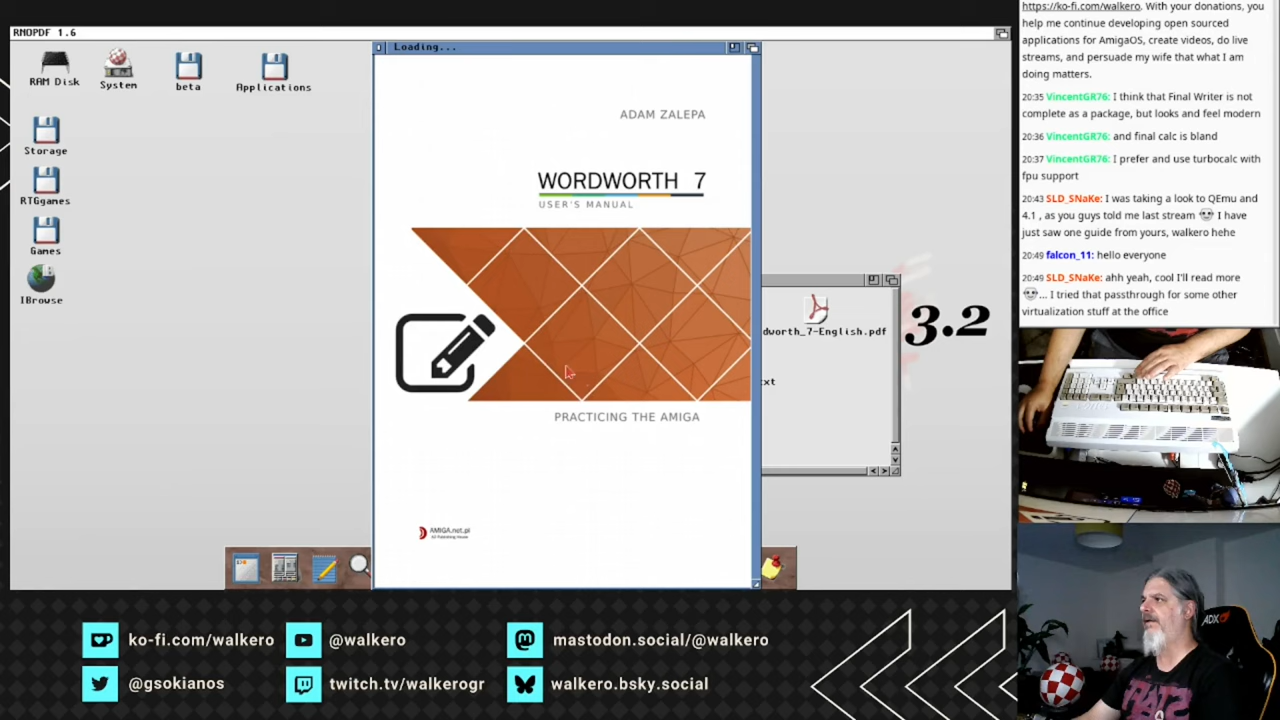 RNOPDF 1.6
RAM Disk
System
beta
Applications
Storage
RTGgames
Games
IBrowse
Loading...
ADAM ZALEPA
WORDWORTH 7
USER'S MANUAL
PRACTICING THE AMIGA
AMIGA.net.pl
dworth_7-English.pdf
xt
3.2
https://ko-fi.com/walkero. With your donations, you
help me continue developing open sourced
applications for AmigaOS, create videos, do live
streams, and persuade my wife that what I am
doing matters.
20:35 VincentGR76: I think that Final Writer is not
complete as a package, but looks and feel modern
20:36 VincentGR76: and final calc is bland
20:37 VincentGR76: I prefer and use turbocalc with
fpu support
20:43 SLD_SNaKe: I was taking a look to QEmu and
4.1 , as you guys told me last stream I have
just saw one guide from yours, walkero hehe
20:49 falcon_11: hello everyone
20:49 SLD_SNaKe: ahh yeah, cool I'll read more
... I tried that passthrough for some other
virtualization stuff at the office
ADX
ko-fi.com/walkero
@walkero
mastodon.social/@walkero
@gsokianos
twitch.tv/walkerogr
walkero.bsky.social